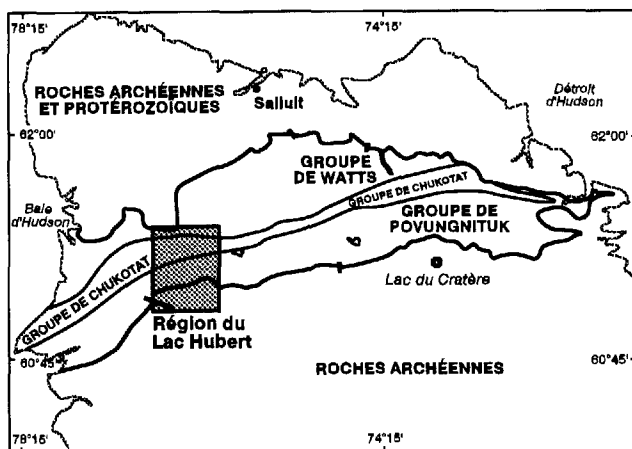 78°15'
74°15'
ROCHES ARCHÉENNES
ET PROTÉROZOÏQUES
Salluit
Détroit
d'Hudson
62°00'
62°00'
GROUPE
DE WATTS
GROUPE DE CHUKOTAT
GROUPE DE
POVUNGNITUK
Baie
d'Hudson
Lac du Cratère
GROUPE DE CHUKOTAT
Région du
Lac Hubert
60°45'
60°45'
ROCHES ARCHÉENNES
78°15'
74°15'